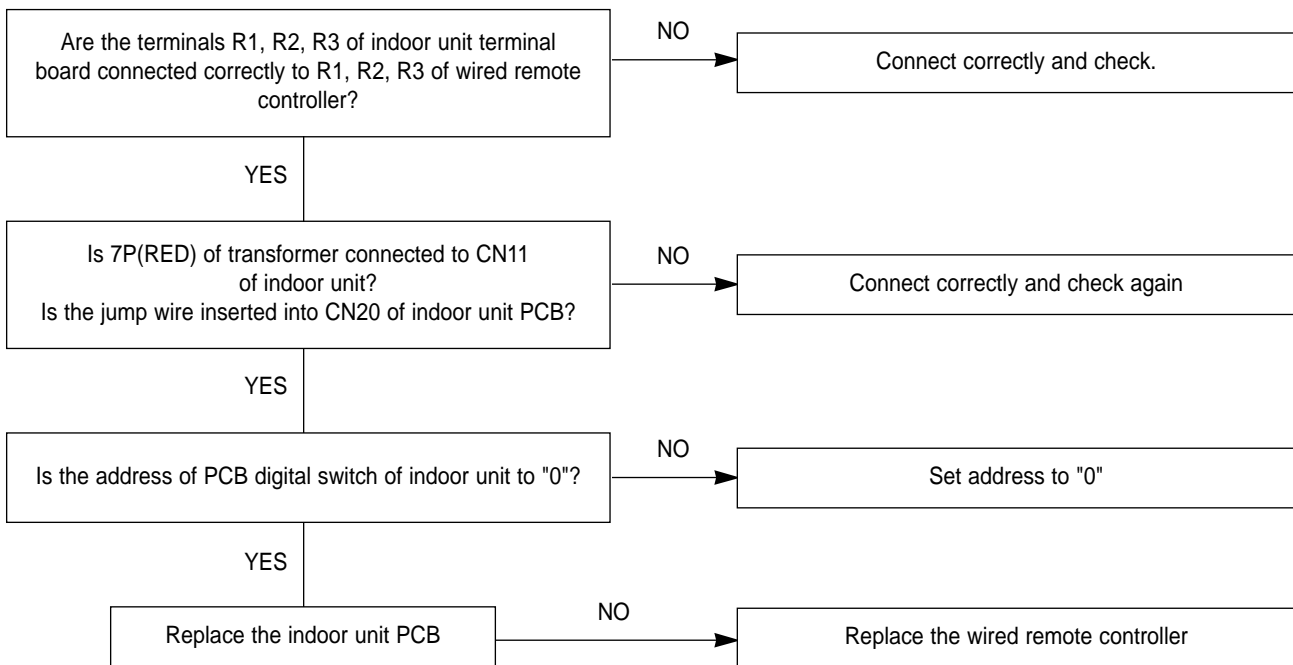 Are the terminals R1, R2, R3 of indoor unit terminal
board connected correctly to R1, R2, R3 of wired remote
controller?
NO
Connect correctly and check.
YES
Is 7P(RED) of transformer connected to CN11
of indoor unit?
Is the jump wire inserted into CN20 of indoor unit PCB?
NO
Connect correctly and check again
YES
Is the address of PCB digital switch of indoor unit to "0"?
NO
Set address to "0"
YES
Replace the indoor unit PCB
NO
Replace the wired remote controller